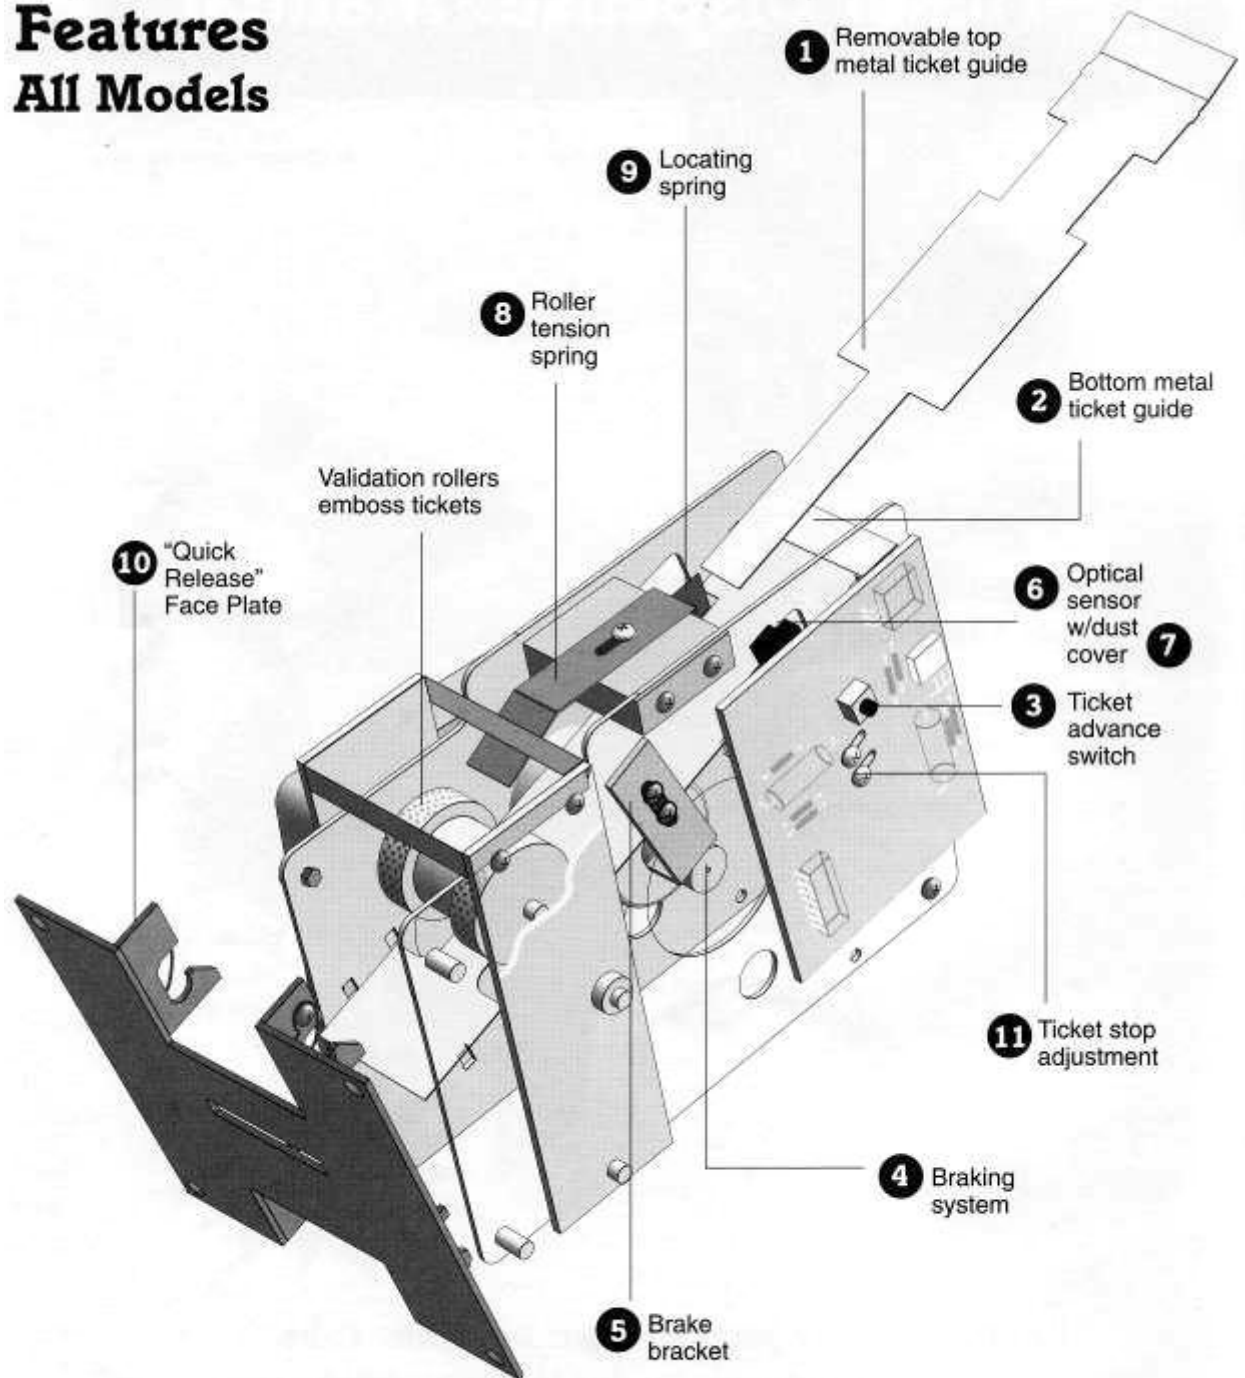 Features
All Models
1 Removable top
metal ticket guide
9 Locating
spring
8 Roller
tension
spring
2 Bottom metal
ticket guide
Validation rollers
emboss tickets
10 "Quick
Release"
Face Plate
6 Optical
sensor
w/dust
cover 7
3 Ticket
advance
switch
11 Ticket stop
adjustment
4 Braking
system
5 Brake
bracket